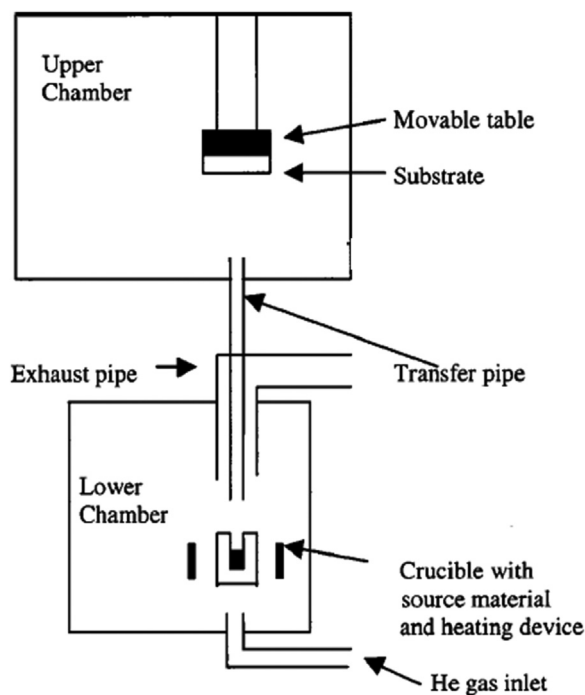 Upper
Chamber
Movable table
Substrate
Exhaust pipe
Transfer pipe
Lower
Chamber
Crucible with
source material
and heating device
He gas inlet